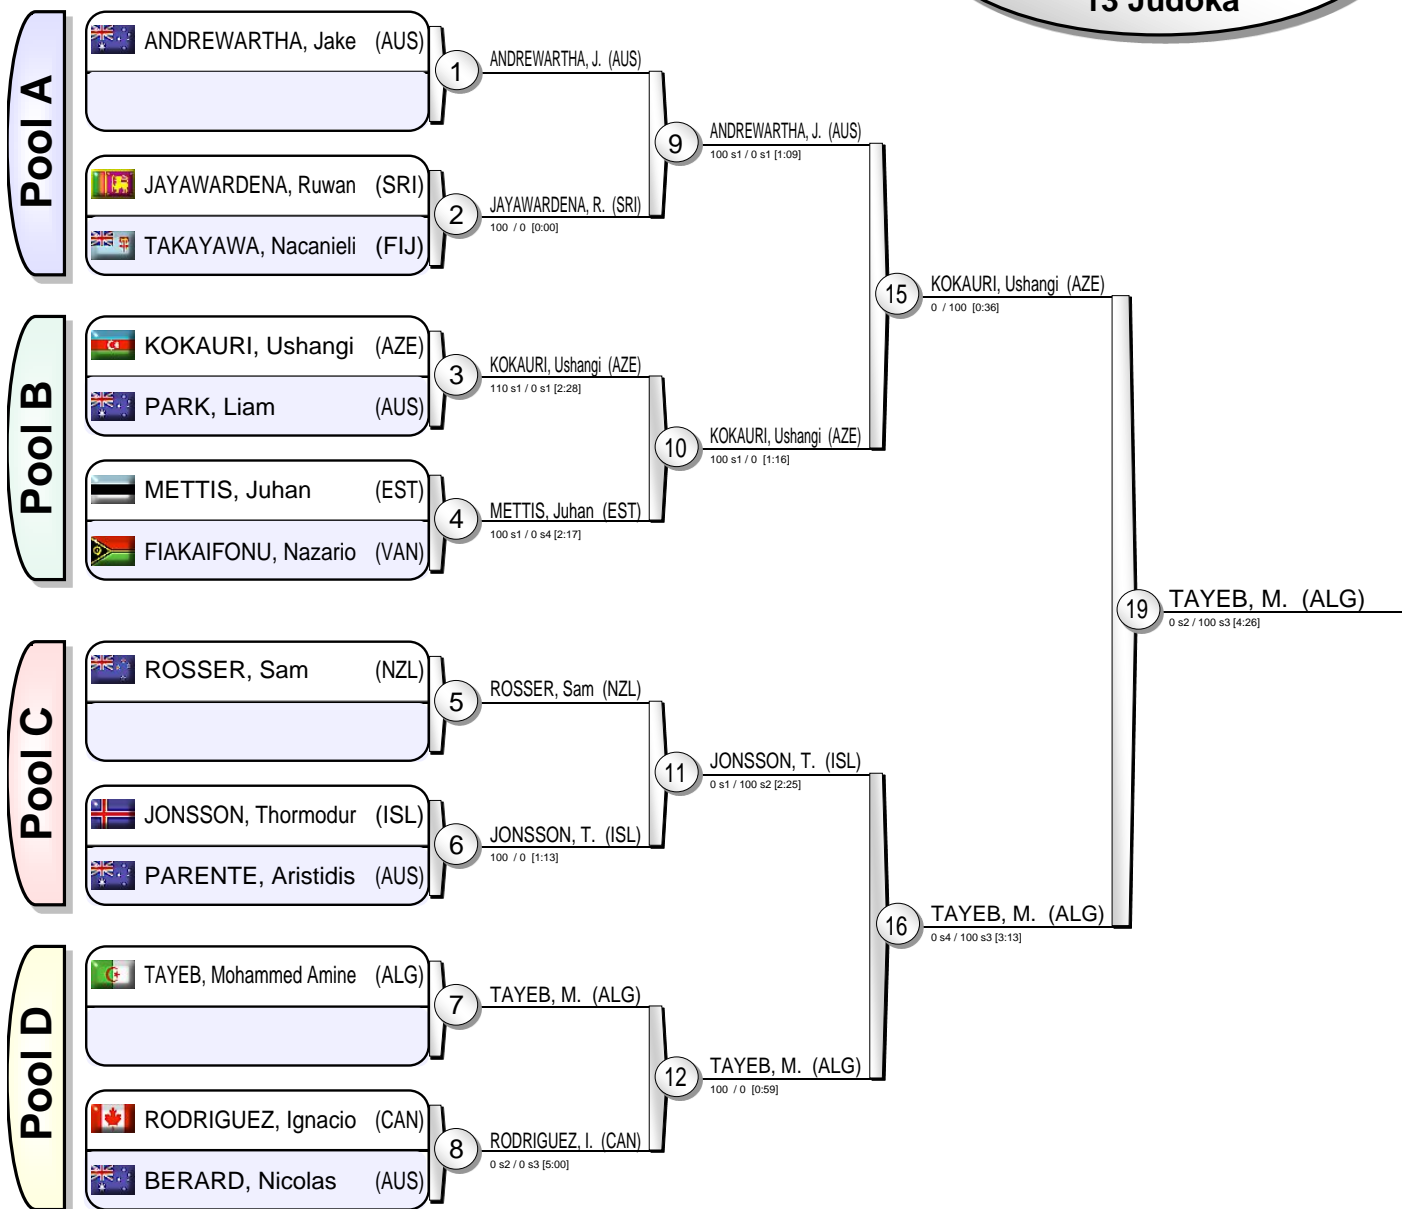 13 Judoka
Pool A
ANDREWARTHA, Jake (AUS)
1
ANDREWARTHA, J. (AUS)
JAYAWARDENA, Ruwan (SRI)
TAKAYAWA, Nacanieli (FIJ)
2
JAYAWARDENA, R. (SRI)
100 / 0 [0:00]
9
ANDREWARTHA, J. (AUS)
100 s1 / 0 s1 [1:09]
Pool B
KOKAURI, Ushangi (AZE)
PARK, Liam (AUS)
3
KOKAURI, Ushangi (AZE)
110 s1 / 0 s1 [2:28]
METTIS, Juhan (EST)
FIAKAIFONU, Nazario (VAN)
4
METTIS, Juhan (EST)
100 s1 / 0 s4 [2:17]
10
KOKAURI, Ushangi (AZE)
100 s1 / 0 [1:16]
15
KOKAURI, Ushangi (AZE)
0 / 100 [0:36]
Pool C
ROSSER, Sam (NZL)
5
ROSSER, Sam (NZL)
JONSSON, Thormodur (ISL)
PARENTE, Aristidis (AUS)
6
JONSSON, T. (ISL)
100 / 0 [1:13]
11
JONSSON, T. (ISL)
0 s1 / 100 s2 [2:25]
Pool D
TAYEB, Mohammed Amine (ALG)
7
TAYEB, M. (ALG)
RODRIGUEZ, Ignacio (CAN)
BERARD, Nicolas (AUS)
8
RODRIGUEZ, I. (CAN)
0 s2 / 0 s3 [5:00]
12
TAYEB, M. (ALG)
100 / 0 [0:59]
16
TAYEB, M. (ALG)
0 s4 / 100 s3 [3:13]
19
TAYEB, M. (ALG)
0 s2 / 100 s3 [4:26]